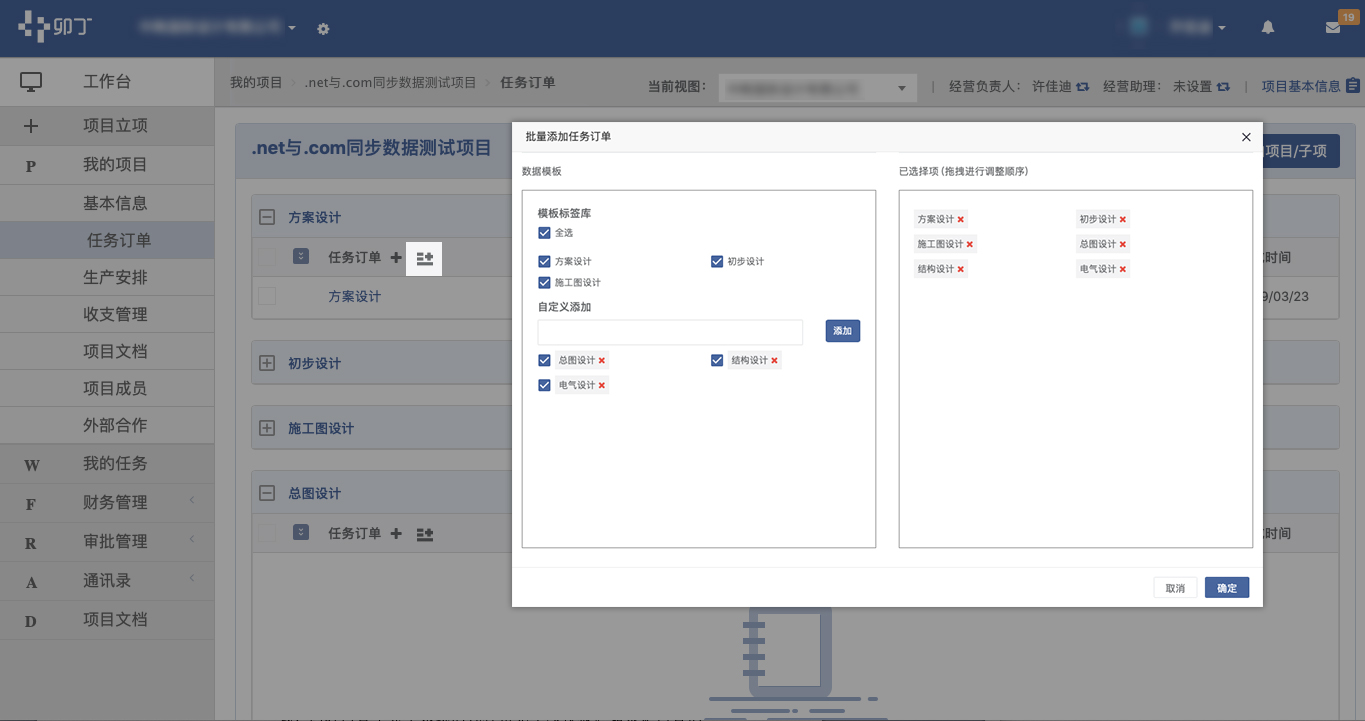 卯丁
19
工作台
我的项目
.net与.com同步数据测试项目
任务订单
当前视图：
| 经营负责人： 许佳迪
经营助理： 未设置
| 项目基本信息
项目立项
P 我的项目
基本信息
任务订单
生产安排
收支管理
项目文档
项目成员
外部合作
W 我的任务
F 财务管理
R 审批管理
A 通讯录
D 项目文档
.net与.com同步数据测试项目
项目/子项
方案设计
任务订单
时间
方案设计
9/03/23
初步设计
施工图设计
总图设计
任务订单
时间
批量添加任务订单
数据模板
模板标签库
全选
方案设计
初步设计
施工图设计
自定义添加
添加
总图设计
结构设计
电气设计
已选择项 (拖拽进行调整顺序)
方案设计
初步设计
施工图设计
总图设计
结构设计
电气设计
取消
确定